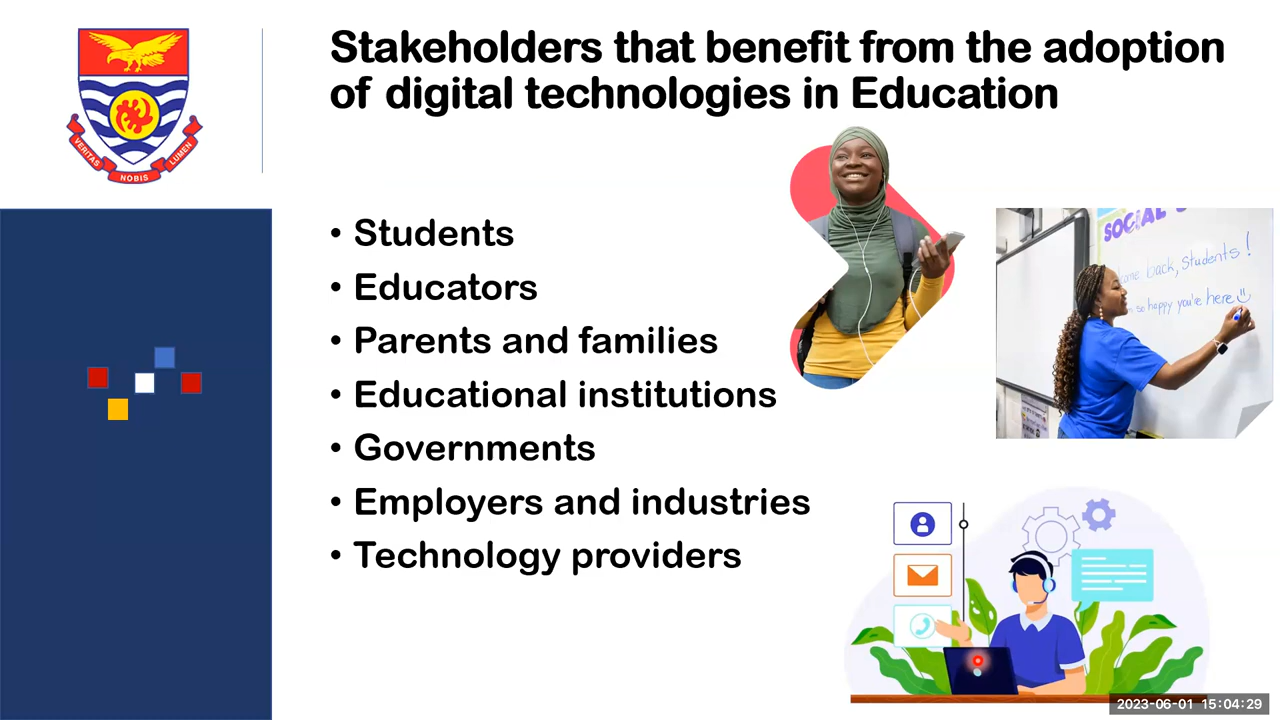 Stakeholders that benefit from the adoption
of digital technologies in Education
VERITAS
NOBIS
LUMEN
• Students
• Educators
• Parents and families
• Educational institutions
• Governments
• Employers and industries
• Technology providers
SOCIAL
back, Students!
so happy you're here
2023-06-01 15:04:29